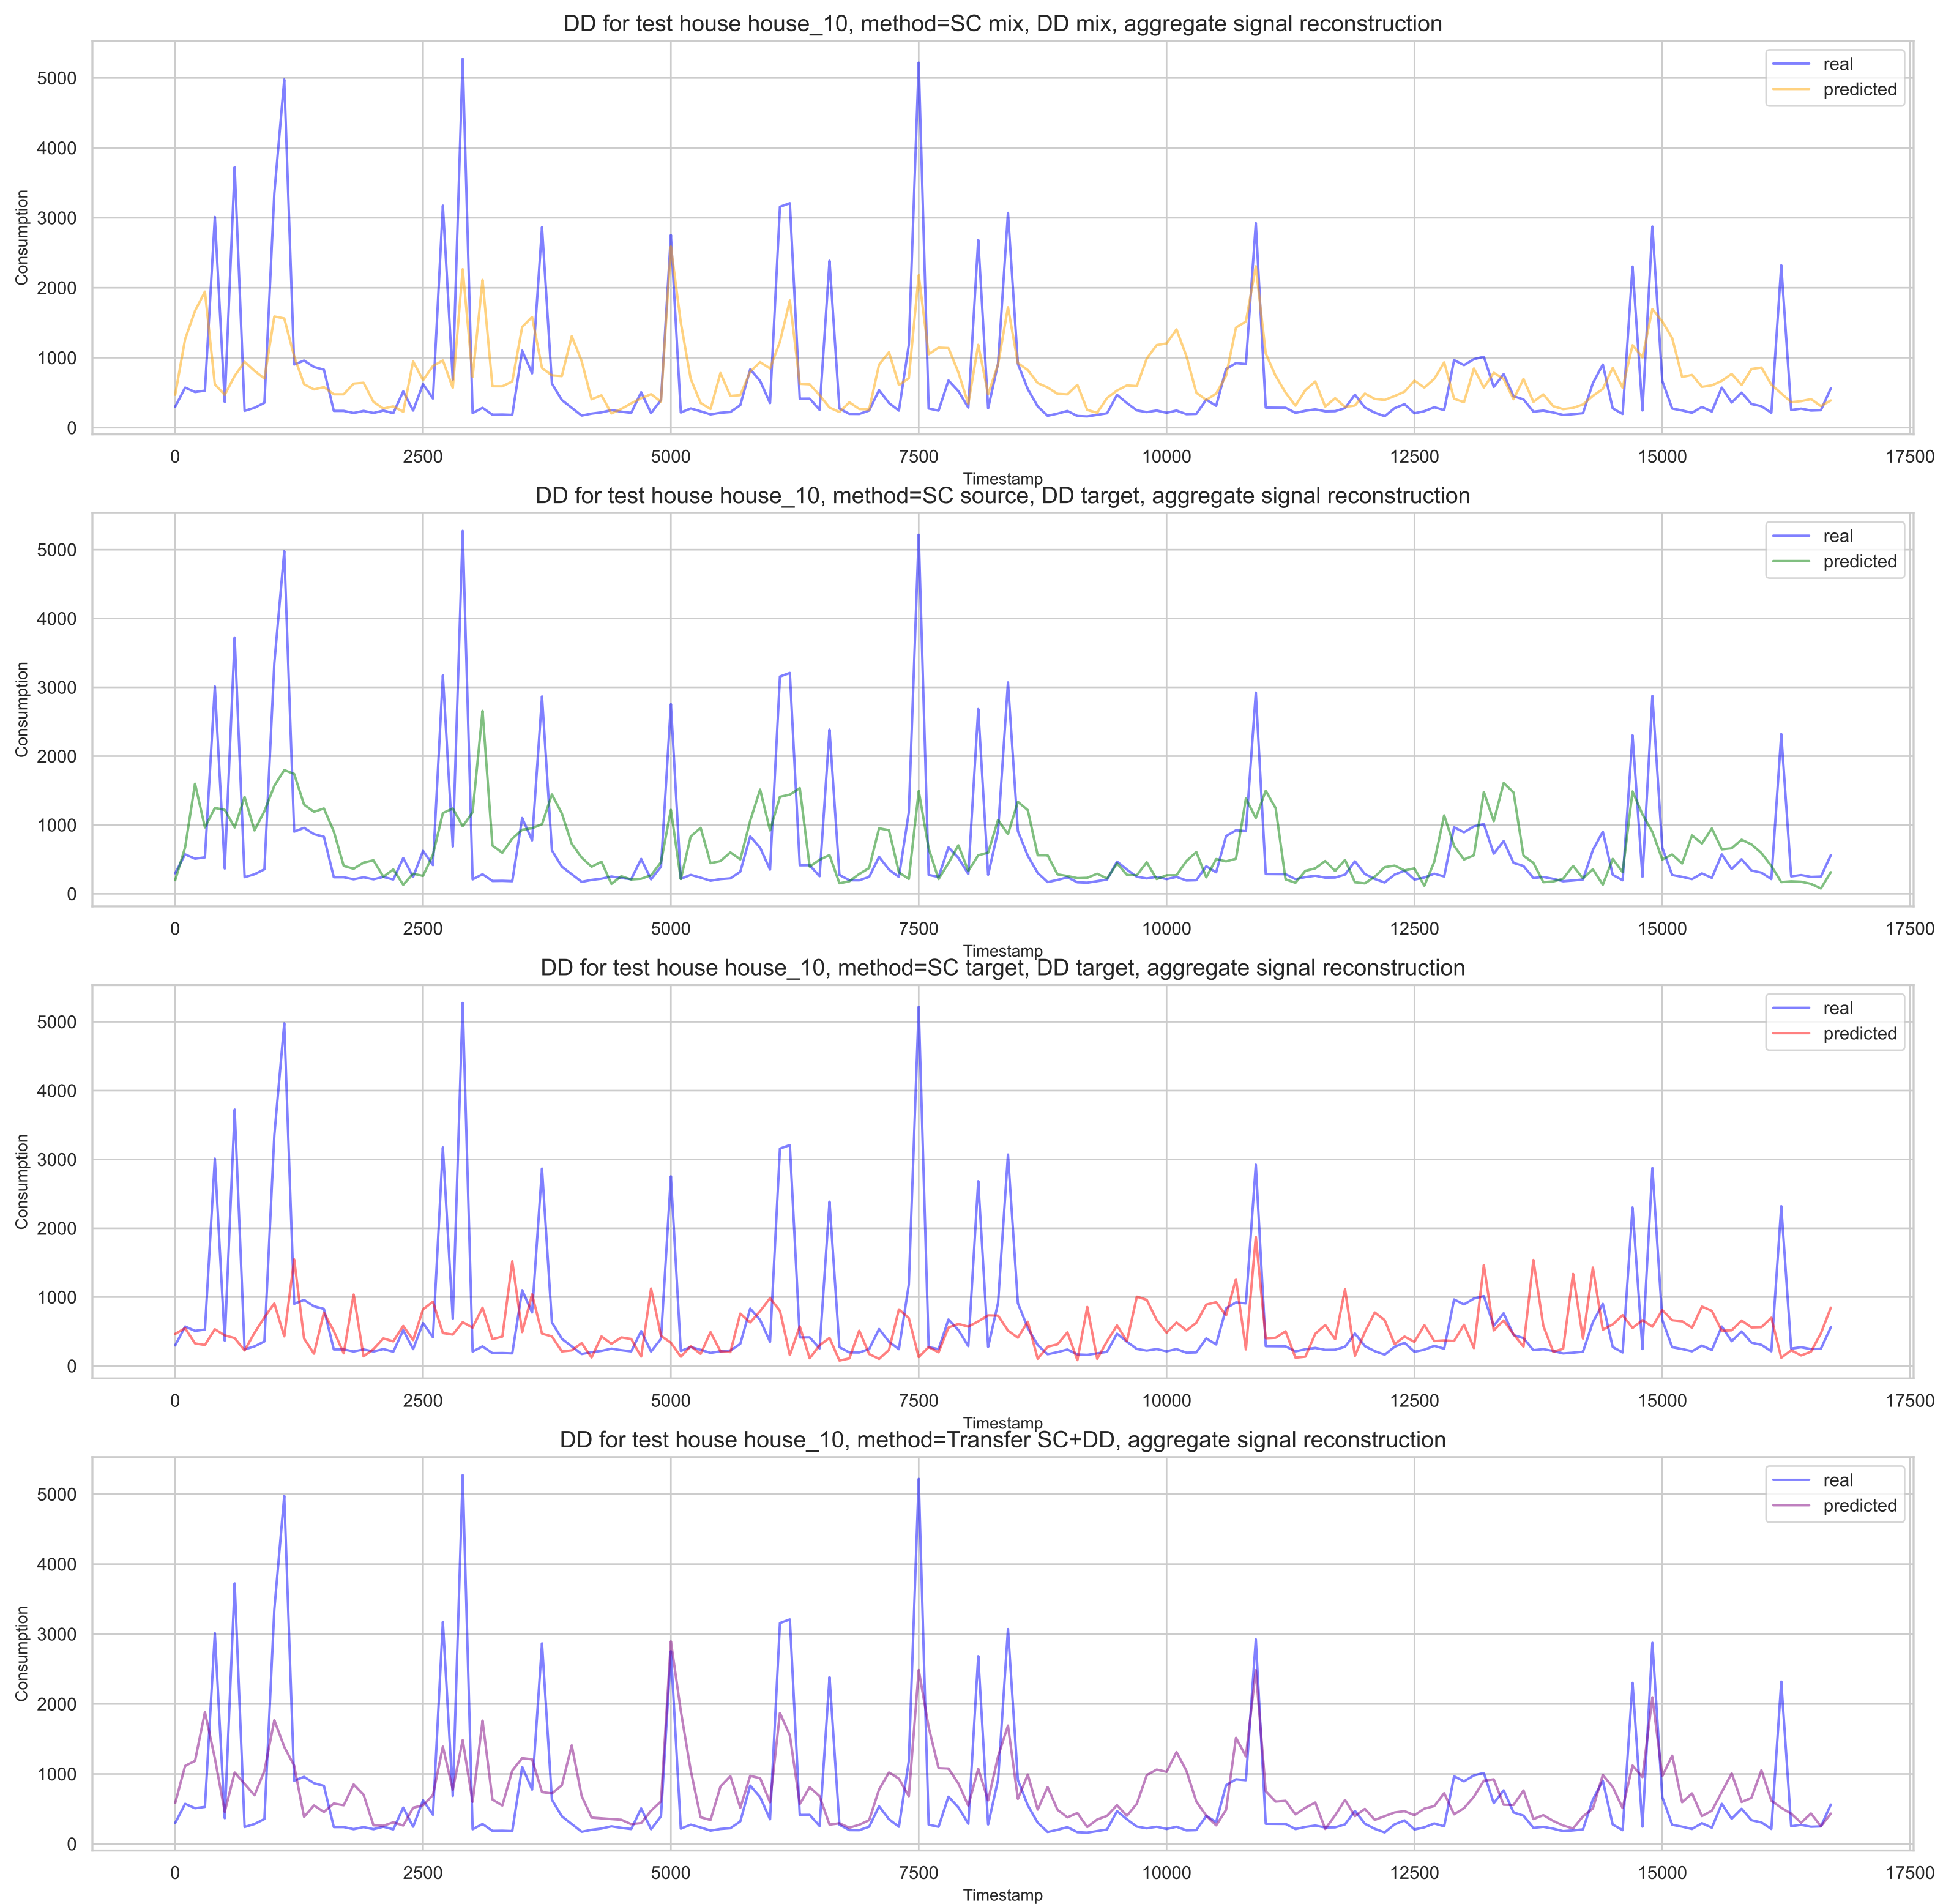 DD for test house house_10, method=SC mix, DD mix, aggregate signal reconstruction
real
predicted
5000
4000
3000
2000
1000
0
Consumption
0 2500 5000 7500 10000 12500 15000 17500
Timestamp
DD for test house house_10, method=SC source, DD target, aggregate signal reconstruction
real
predicted
5000
4000
3000
2000
1000
0
Consumption
0 2500 5000 7500 10000 12500 15000 17500
Timestamp
DD for test house house_10, method=SC target, DD target, aggregate signal reconstruction
real
predicted
5000
4000
3000
2000
1000
0
Consumption
0 2500 5000 7500 10000 12500 15000 17500
Timestamp
DD for test house house_10, method=Transfer SC+DD, aggregate signal reconstruction
real
predicted
5000
4000
3000
2000
1000
0
Consumption
0 2500 5000 7500 10000 12500 15000 17500
Timestamp